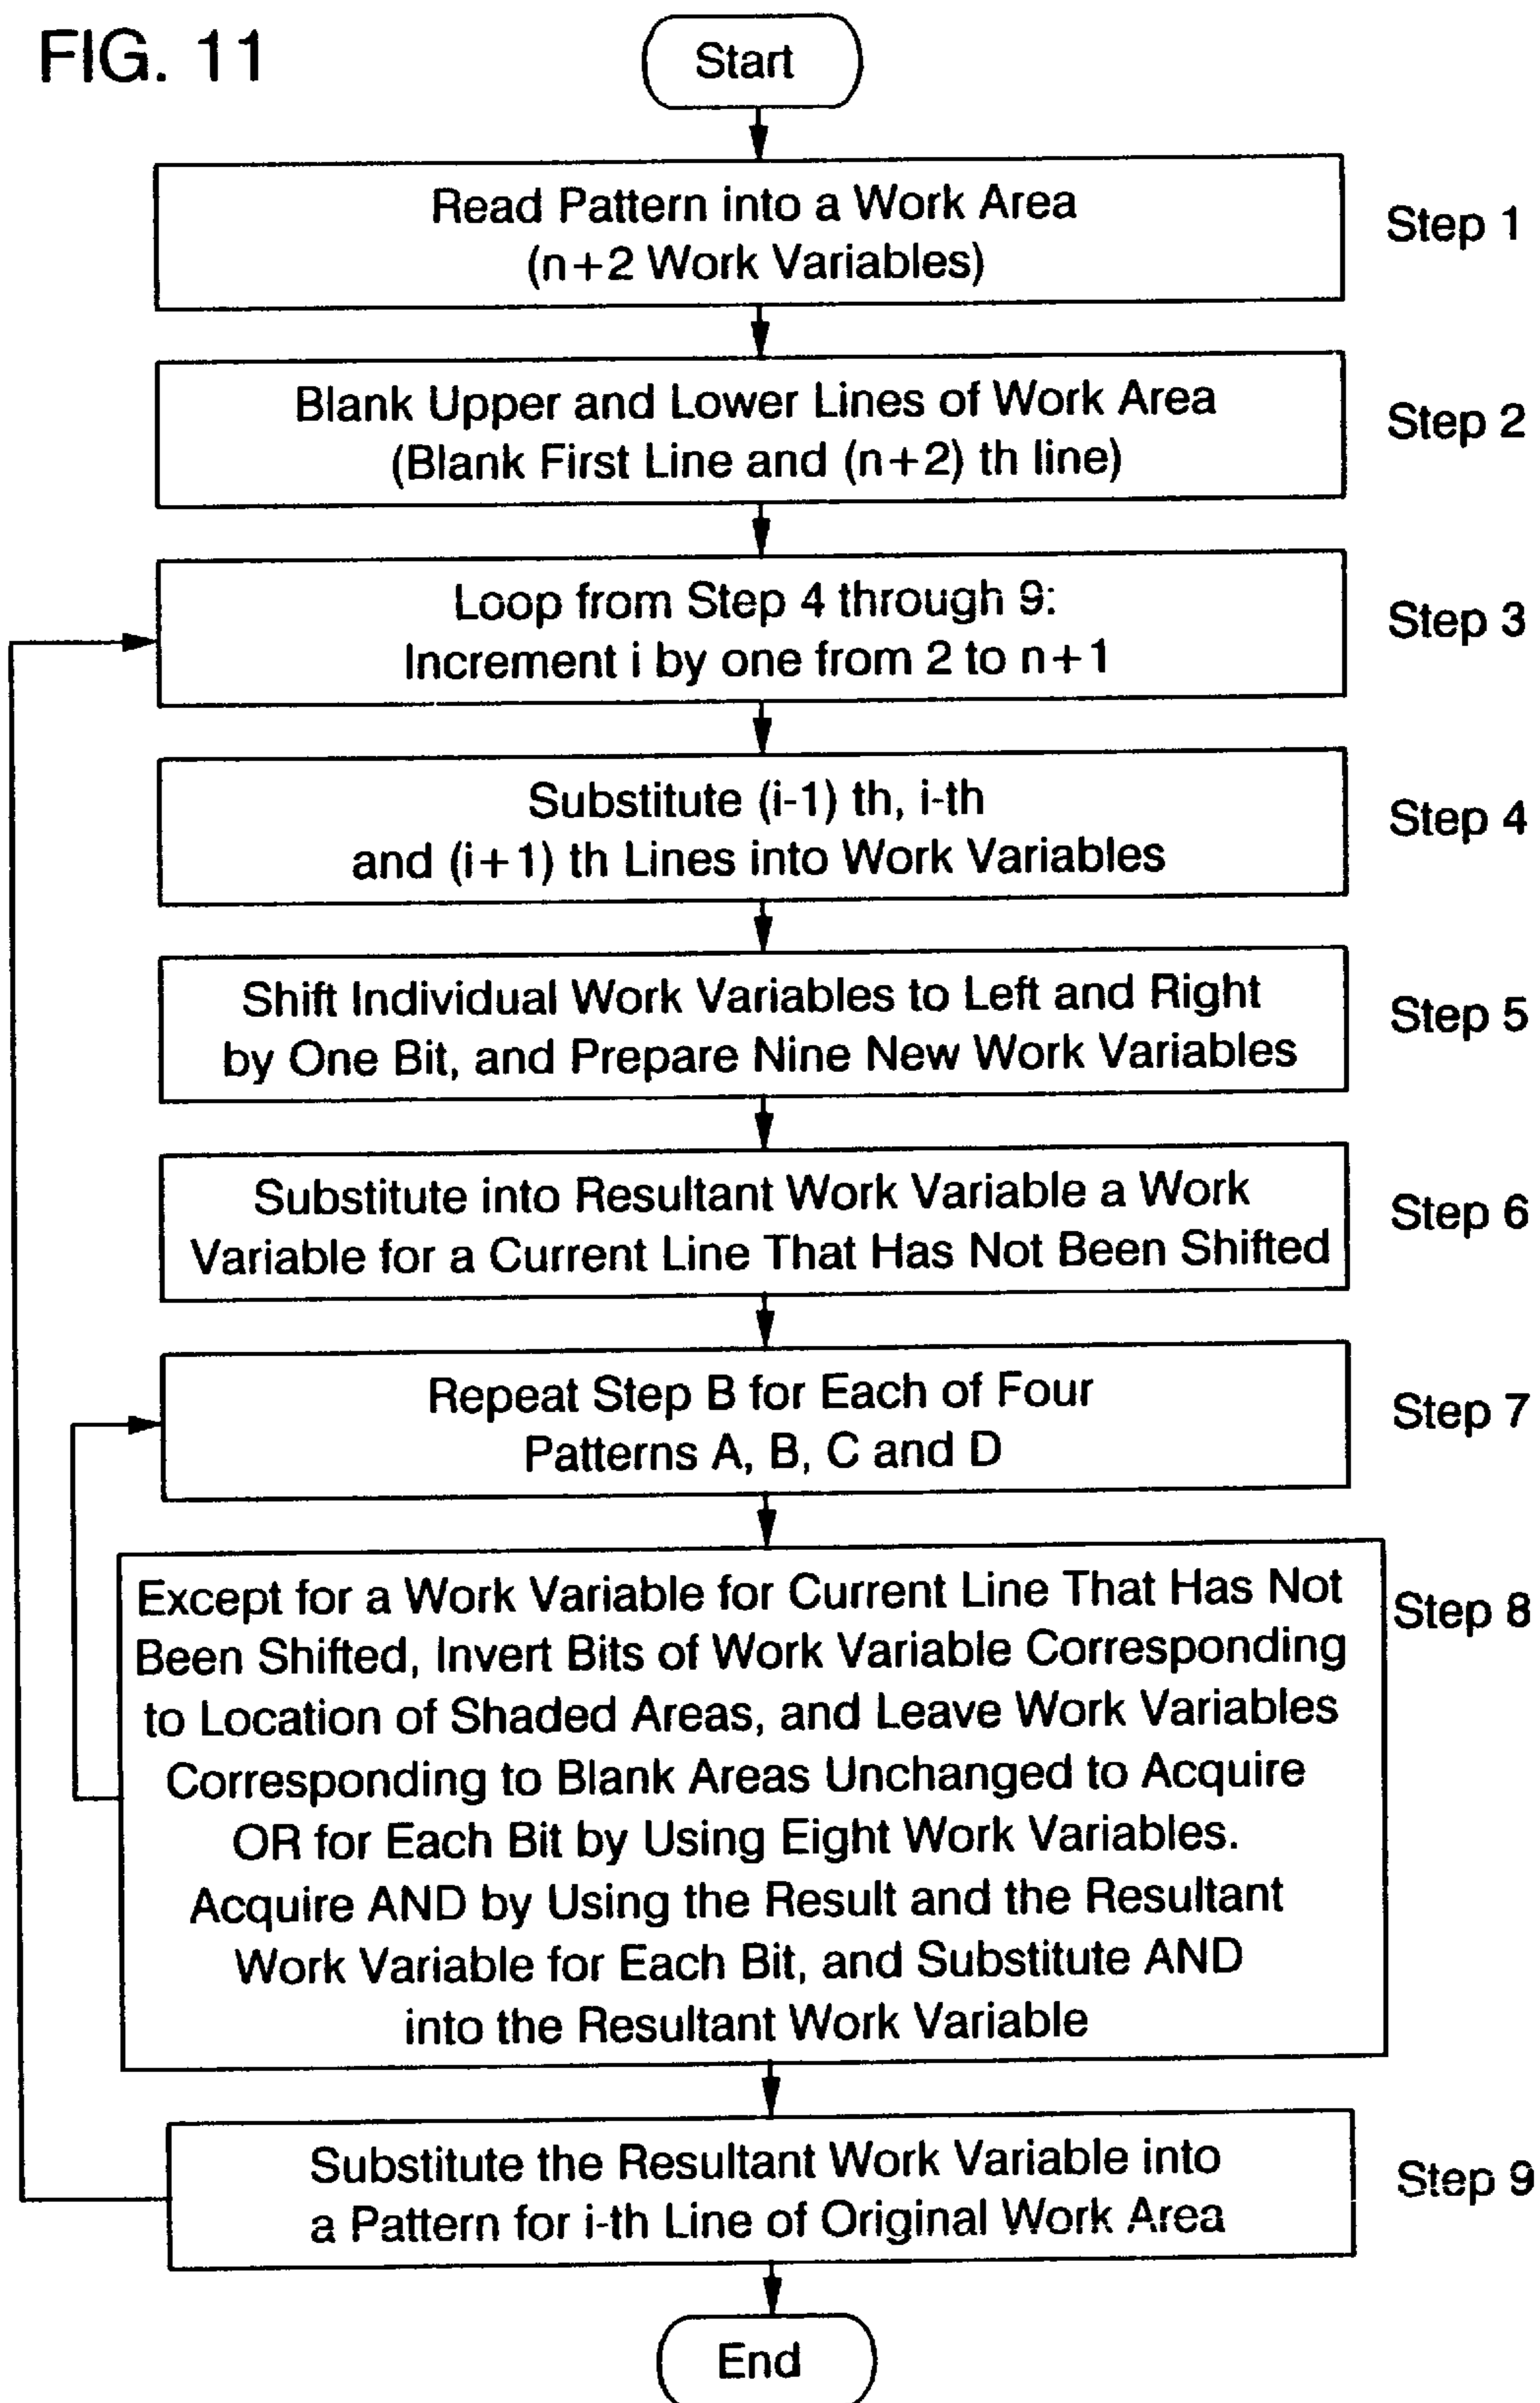 FIG. 11
Start
Read Pattern into a Work Area
(n+2 Work Variables)
Step 1
Blank Upper and Lower Lines of Work Area
(Blank First Line and (n+2) th line)
Step 2
Loop from Step 4 through 9:
Increment i by one from 2 to n+1
Step 3
Substitute (i-1) th, i-th
and (i+1) th Lines into Work Variables
Step 4
Shift Individual Work Variables to Left and Right
by One Bit, and Prepare Nine New Work Variables
Step 5
Substitute into Resultant Work Variable a Work
Variable for a Current Line That Has Not Been Shifted
Step 6
Repeat Step B for Each of Four
Patterns A, B, C and D
Step 7
Except for a Work Variable for Current Line That Has Not
Been Shifted, Invert Bits of Work Variable Corresponding
to Location of Shaded Areas, and Leave Work Variables
Corresponding to Blank Areas Unchanged to Acquire
OR for Each Bit by Using Eight Work Variables.
Acquire AND by Using the Result and the Resultant
Work Variable for Each Bit, and Substitute AND
into the Resultant Work Variable
Step 8
Substitute the Resultant Work Variable into
a Pattern for i-th Line of Original Work Area
Step 9
End